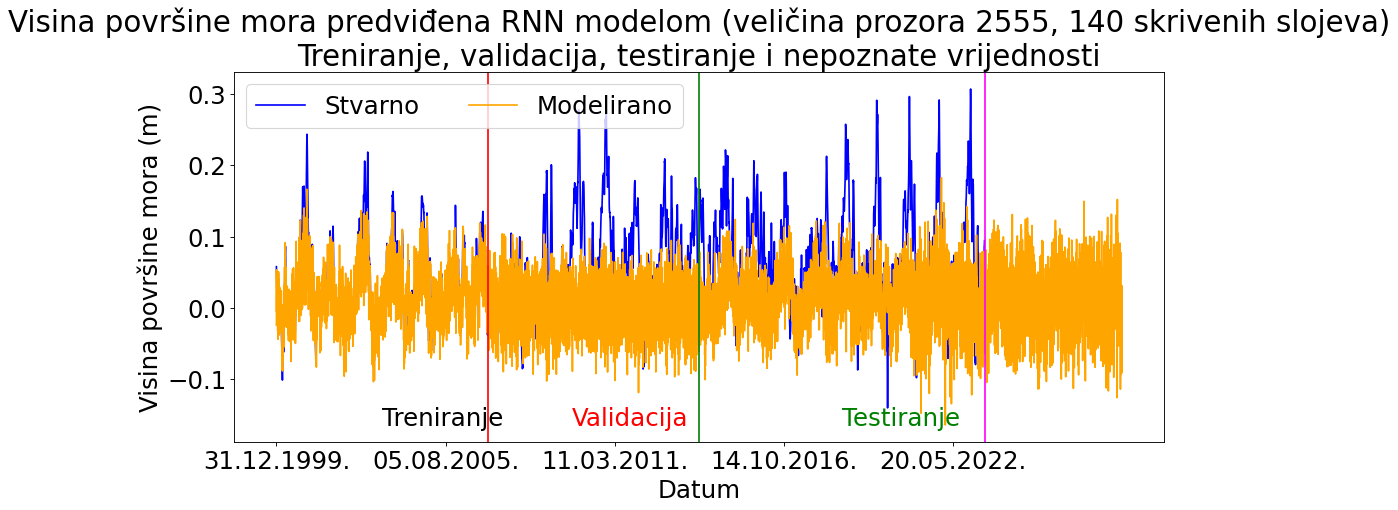 Visina površine mora predviđena RNN modelom (veličina prozora 2555, 140 skrivenih slojeva)
Treniranje, validacija, testiranje i nepoznate vrijednosti
Stvarno
Modelirano
Visina površine mora (m)
0.3
0.2
0.1
0.0
−0.1
Treniranje
Validacija
Testiranje
31.12.1999.
05.08.2005.
11.03.2011.
14.10.2016.
20.05.2022.
Datum